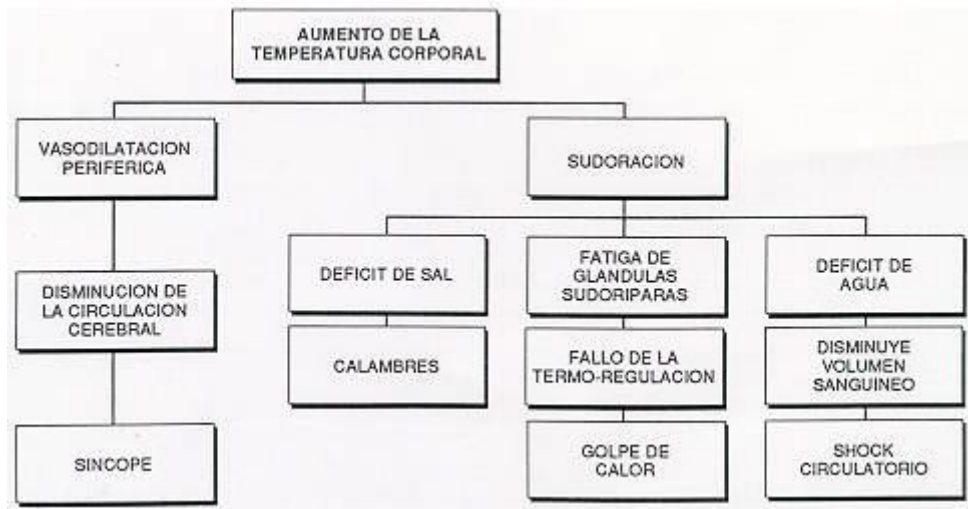 AUMENTO DE LA
TEMPERATURA CORPORAL
VASODILATACION
PERIFERICA
SUDORACION
DEFICIT DE SAL
FATIGA DE
GLANDULAS
SUDORIPARAS
DEFICIT DE
AGUA
DISMINUCION DE
LA CIRCULACION
CEREBRAL
CALAMBRES
FALLO DE LA
TERMO-REGULACION
DISMINUYE
VOLUMEN
SANGUINEO
SINCOPE
GOLPE DE
CALOR
SHOCK
CIRCULATORIO